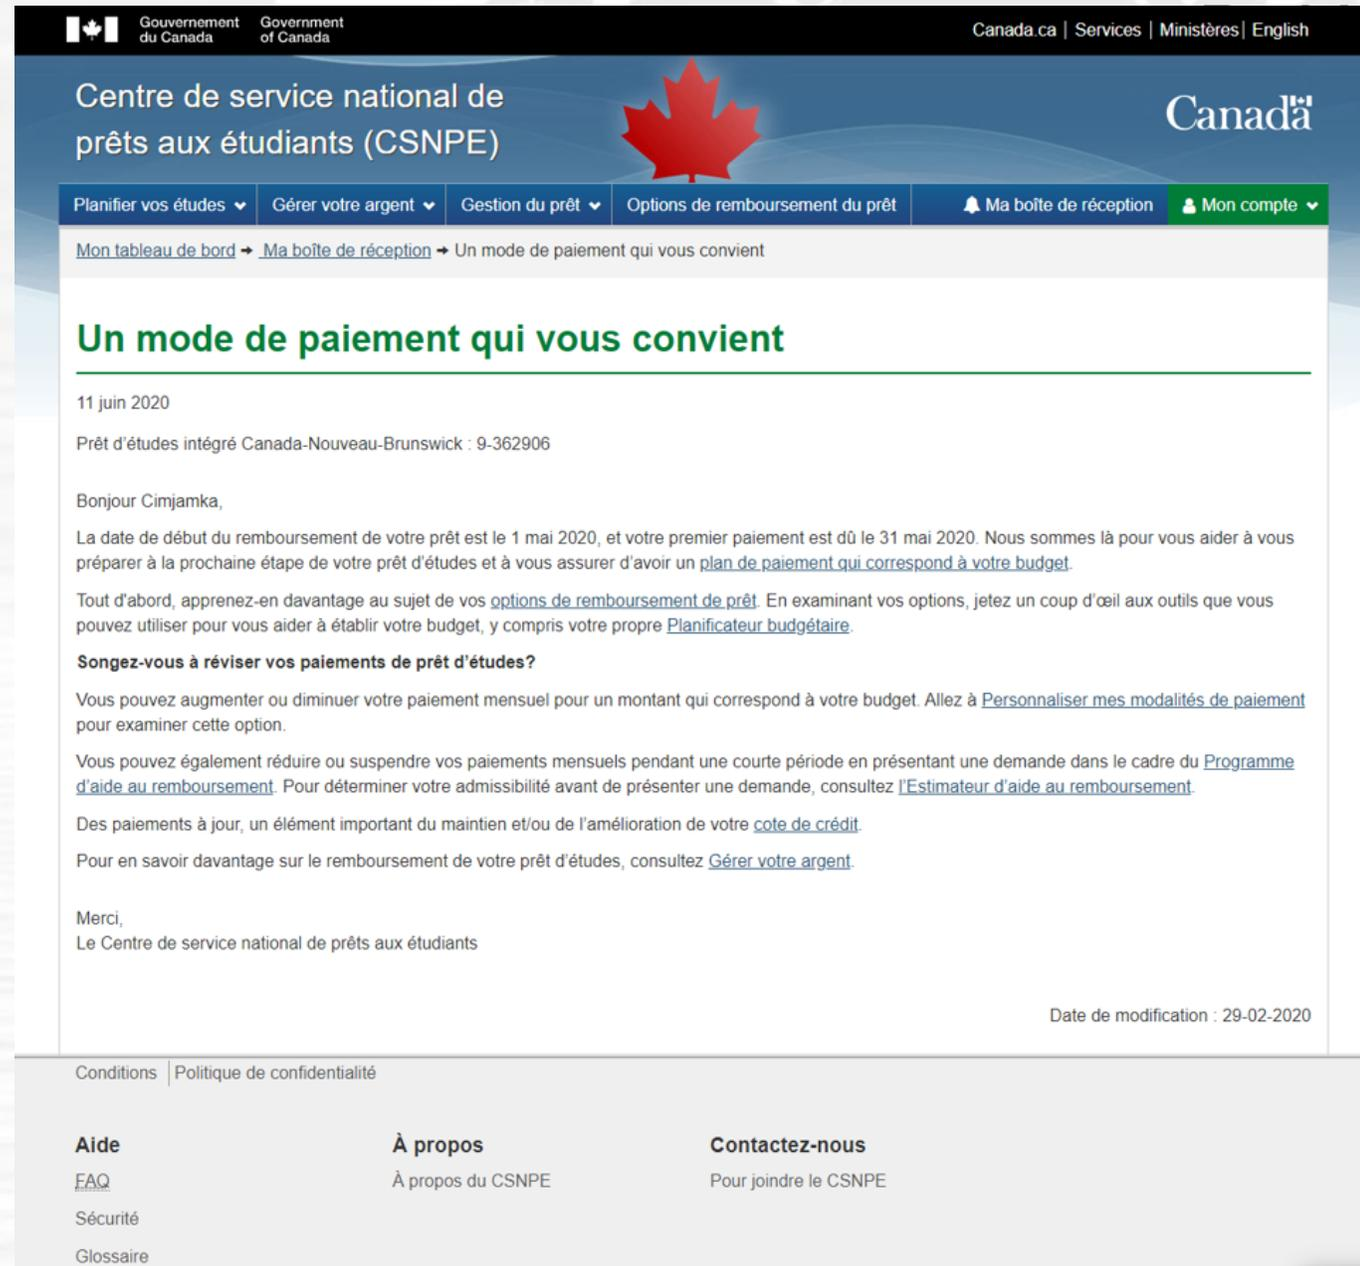 Gouvernement du Canada
Government of Canada
Canada.ca | Services | Ministères | English
Centre de service national de
prêts aux étudiants (CSNPE)
Canada
Planifier vos études
Gérer votre argent
Gestion du prêt
Options de remboursement du prêt
Ma boîte de réception
Mon compte
Mon tableau de bord → Ma boîte de réception → Un mode de paiement qui vous convient
Un mode de paiement qui vous convient
11 juin 2020
Prêt d'études intégré Canada-Nouveau-Brunswick : 9-362906
Bonjour Cimjamka,
La date de début du remboursement de votre prêt est le 1 mai 2020, et votre premier paiement est dû le 31 mai 2020. Nous sommes là pour vous aider à vous
préparer à la prochaine étape de votre prêt d'études et à vous assurer d'avoir un plan de paiement qui correspond à votre budget.
Tout d'abord, apprenez-en davantage au sujet de vos options de remboursement de prêt. En examinant vos options, jetez un coup d'œil aux outils que vous
pouvez utiliser pour vous aider à établir votre budget, y compris votre propre Planificateur budgétaire.
Songez-vous à réviser vos paiements de prêt d'études?
Vous pouvez augmenter ou diminuer votre paiement mensuel pour un montant qui correspond à votre budget. Allez à Personnaliser mes modalités de paiement
pour examiner cette option.
Vous pouvez également réduire ou suspendre vos paiements mensuels pendant une courte période en présentant une demande dans le cadre du Programme
d'aide au remboursement. Pour déterminer votre admissibilité avant de présenter une demande, consultez l'Estimateur d'aide au remboursement.
Des paiements à jour, un élément important du maintien et/ou de l'amélioration de votre cote de crédit.
Pour en savoir davantage sur le remboursement de votre prêt d'études, consultez Gérer votre argent.
Merci,
Le Centre de service national de prêts aux étudiants
Date de modification : 29-02-2020
Conditions | Politique de confidentialité
Aide
FAQ
Sécurité
Glossaire
À propos
À propos du CSNPE
Contactez-nous
Pour joindre le CSNPE